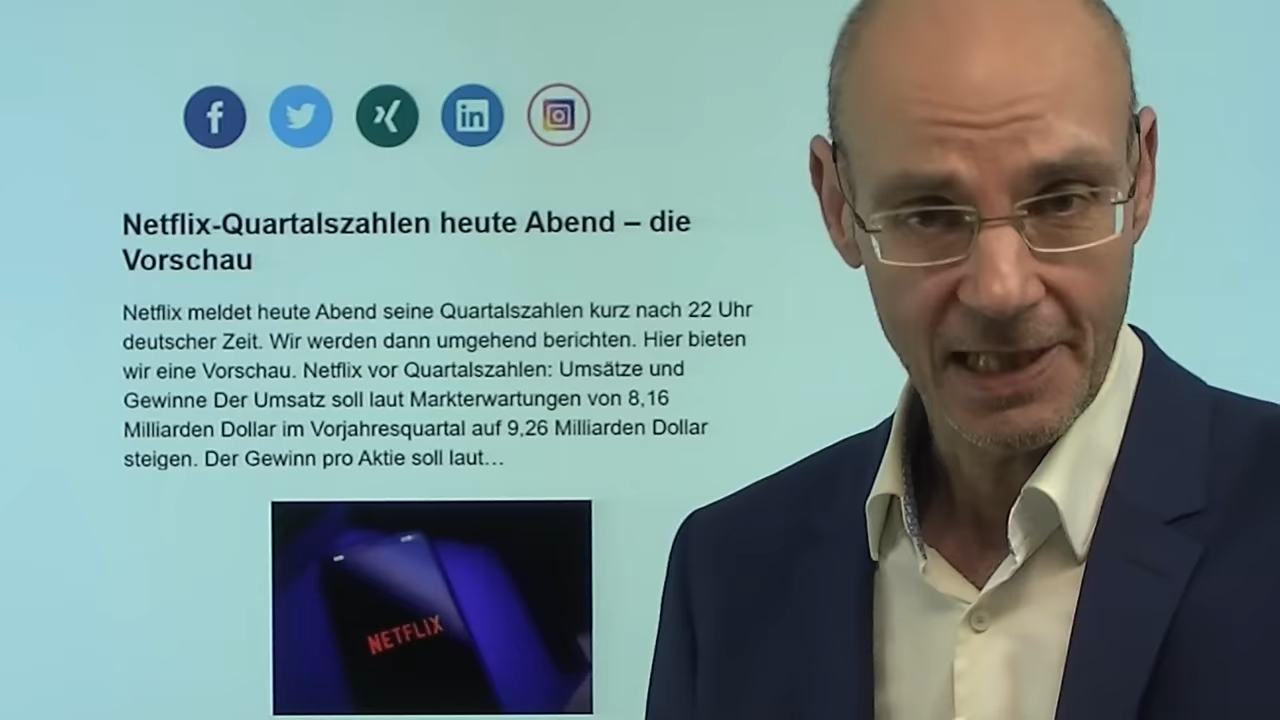 f
in
Netflix-Quartalszahlen heute Abend – die
Vorschau
Netflix meldet heute Abend seine Quartalszahlen kurz nach 22 Uhr
deutscher Zeit. Wir werden dann umgehend berichten. Hier bieten
wir eine Vorschau. Netflix vor Quartalszahlen: Umsätze und
Gewinne Der Umsatz soll laut Markterwartungen von 8,16
Milliarden Dollar im Vorjahresquartal auf 9,26 Milliarden Dollar
steigen. Der Gewinn pro Aktie soll laut…
NETFLIX